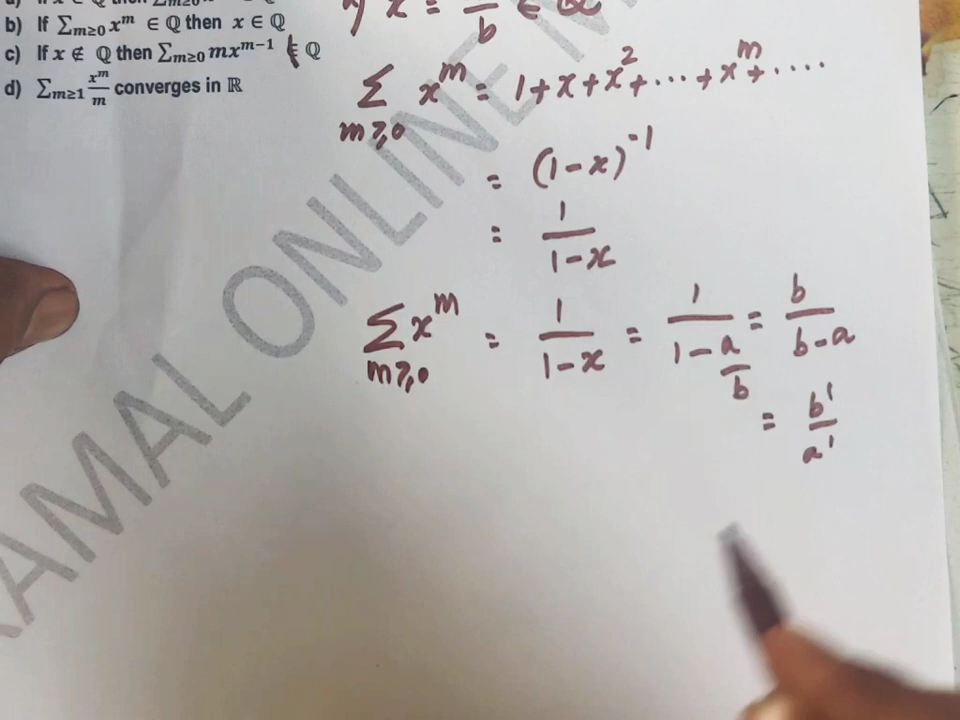 b) If ∑m≥0 x^m ∈ ℚ then x ∈ ℚ
c) If x ∉ ℚ then ∑m≥0 mx^(m−1) ∉ ℚ
d) ∑m≥1 x^m/m converges in ℝ
∑m≥0 x^m = 1+x+x^2+⋯+x^m+⋯
= (1−x)^−1
= 1/(1−x)
∑m≥0 x^m = 1/(1−x) = 1/(1−a/b) = b/(b−a)
= b'/a'
AMAL ONLINE M